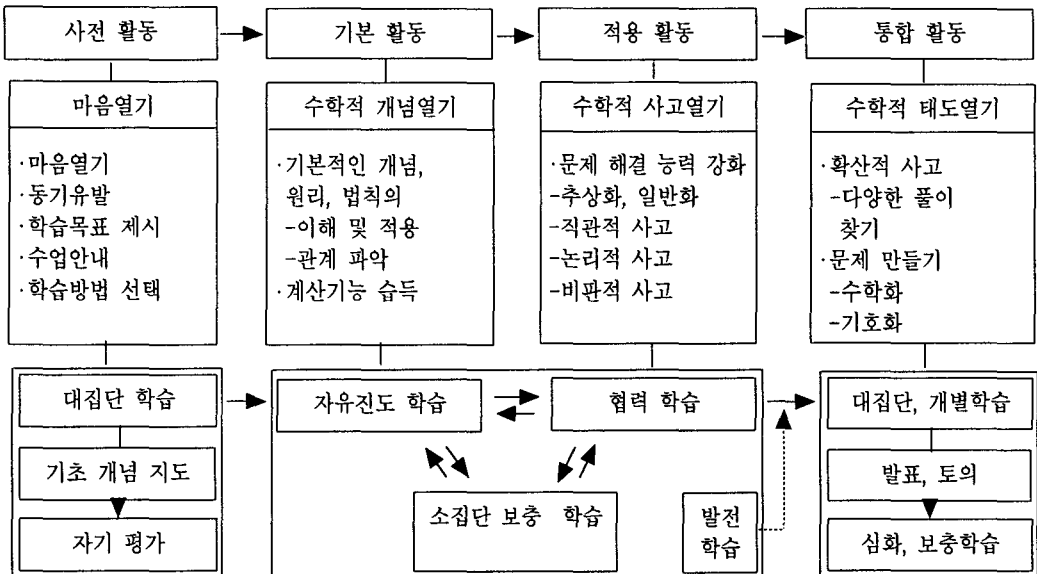 사전 활동
기본 활동
적용 활동
통합 활동
마음열기
·마음열기
·동기유발
·학습목표 제시
·수업안내
·학습방법 선택
수학적 개념열기
·기본적인 개념,
원리, 법칙의
-이해 및 적용
-관계 파악
·계산기능 습득
수학적 사고열기
·문제 해결 능력 강화
-추상화, 일반화
-직관적 사고
-논리적 사고
-비판적 사고
수학적 태도열기
·확산적 사고
-다양한 풀이
찾기
·문제 만들기
-수학화
-기호화
대집단 학습
기초 개념 지도
자기 평가
자유진도 학습
협력 학습
소집단 보충 학습
발전
학습
대집단, 개별학습
발표, 토의
심화, 보충학습